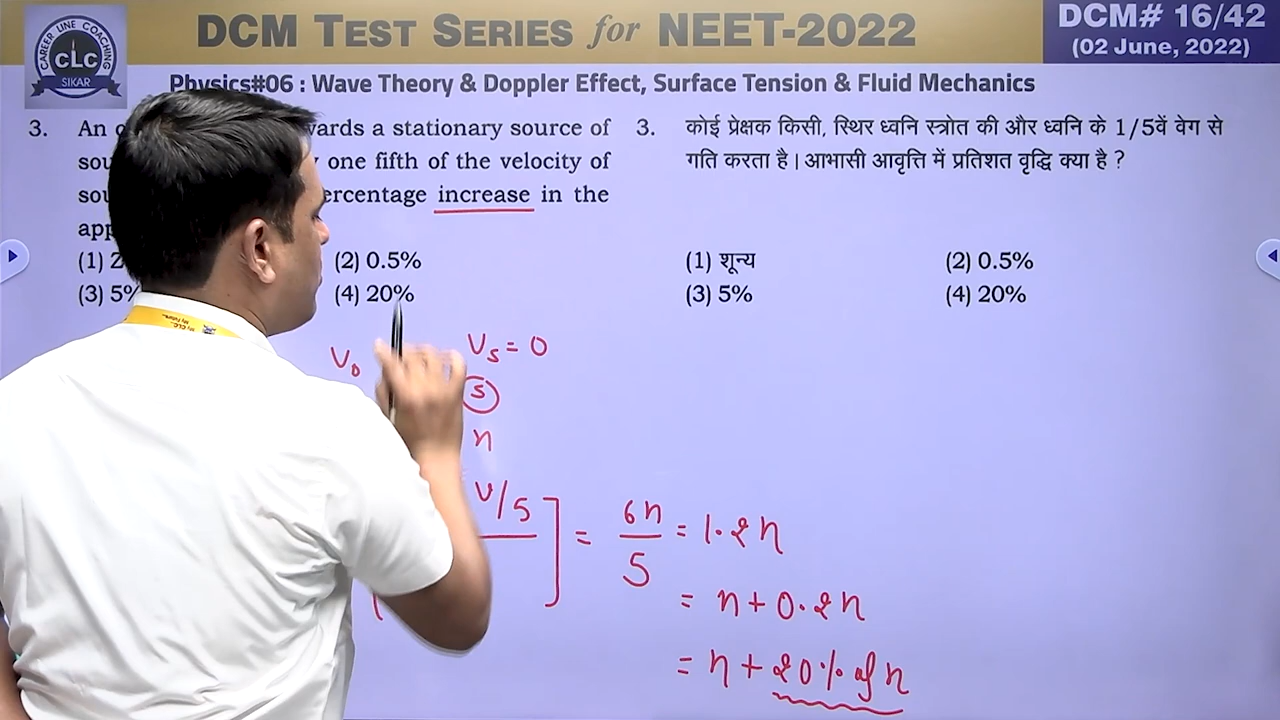 DCM TEST SERIES for NEET-2022
DCM# 16/42
(02 June, 2022)
CAREER LINE COACHING
CLC
SIKAR
Physics#06 : Wave Theory & Doppler Effect, Surface Tension & Fluid Mechanics
3. An wards a stationary source of
one fifth of the velocity of
ercentage increase in the
app
(1) (2) 0.5%
(3) 5% (4) 20%
3. कोई प्रेक्षक किसी, स्थिर ध्वनि स्त्रोत की और ध्वनि के 1/5वें वेग से
गति करता है। आभासी आवृत्ति में प्रतिशत वृद्धि क्या है ?
(1) शून्य (2) 0.5%
(3) 5% (4) 20%
V₀ Vₛ = 0
S
n
V/5 ] = 6n/5 = 1.2n
= n + 0.2n
= n + 20% of n